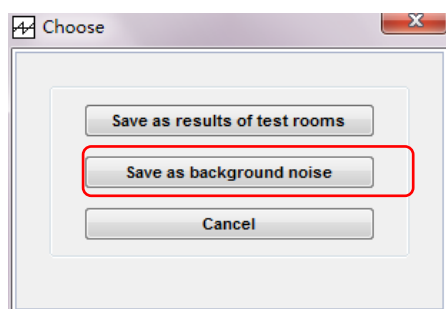 Choose
Save as results of test rooms
Save as background noise
Cancel